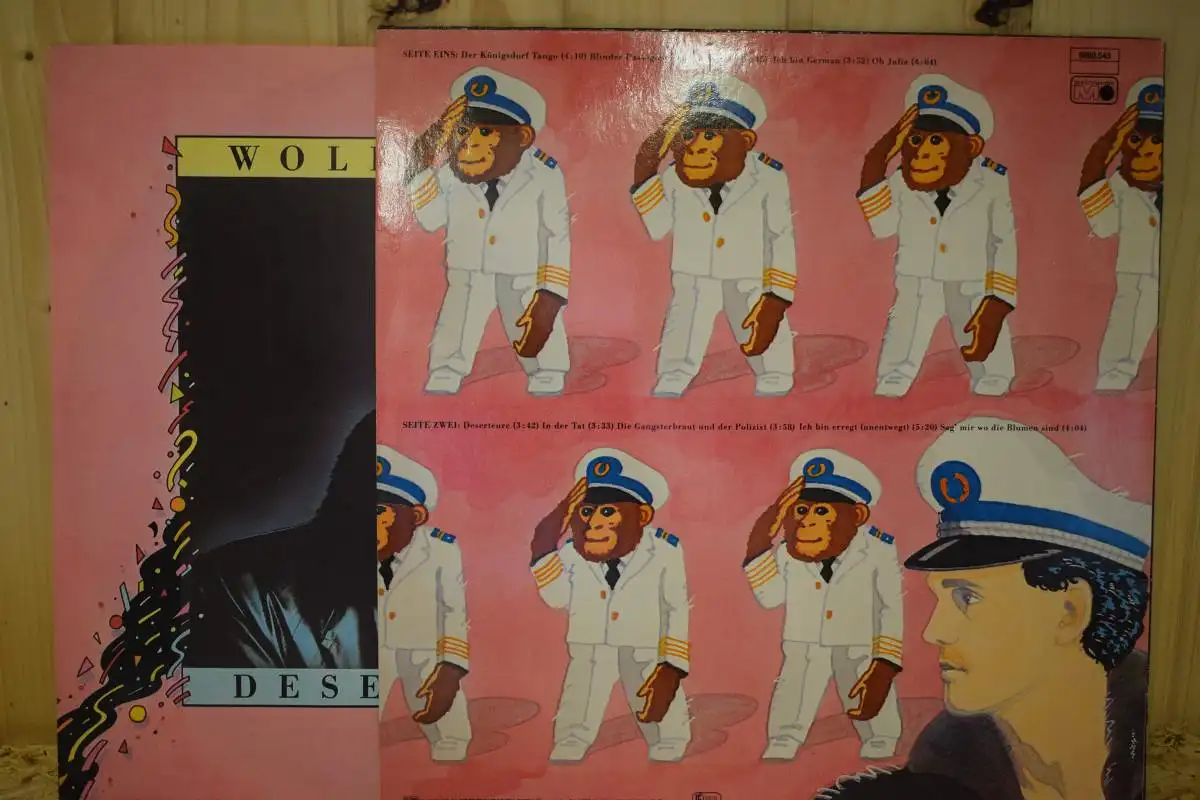 SEITE EINS: Der Königsdorf Tango (4:10) Blinder Ich bin German (3:52) Oh Julia (4:04)
WOL
SEITE ZWEI: Deserteure (3:42) In der Tat (3:33) Die Gangsterbraut und der Polizist (3:58) Ich bin erregt (unentwegt) (5:20) Sag' mir wo die Blumen sind (4:04)
DESE